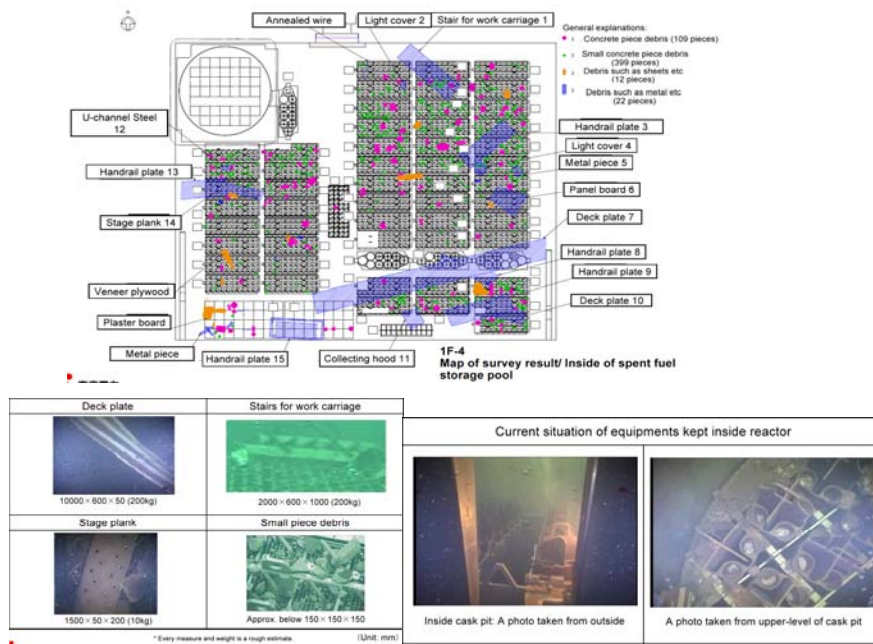 Annealed wire
Light cover 2
Stair for work carriage 1
General explanations:
Concrete piece debris (109 pieces)
Small concrete piece debris
(399 pieces)
Debris such as sheets etc
(12 pieces)
Debris such as metal etc
(22 pieces)
U-channel Steel
12
Handrail plate 3
Light cover 4
Handrail plate 13
Metal piece 5
Stage plank 14
Panel board 6
Deck plate 7
Handrail plate 8
Handrail plate 9
Veneer plywood
Deck plate 10
Plaster board
Metal piece
Handrail plate 15
Collecting hood 11
1F-4
Map of survey result/ Inside of spent fuel
storage pool
Deck plate
Stairs for work carriage
10000×600×50 (200kg)
2000×600×1000 (200kg)
Stage plank
Small piece debris
1500×50×200 (10kg)
Approx. below 150×150×150
* Every measure and weight is a rough estimate.
(Unit: mm)
Current situation of equipments kept inside reactor
Inside cask pit: A photo taken from outside
A photo taken from upper-level of cask pit